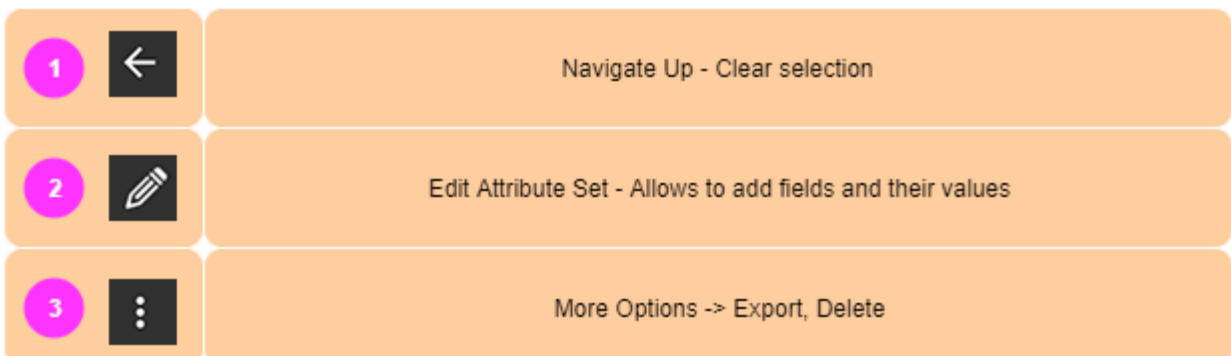 1
Navigate Up - Clear selection
2
Edit Attribute Set - Allows to add fields and their values
3
More Options -> Export, Delete